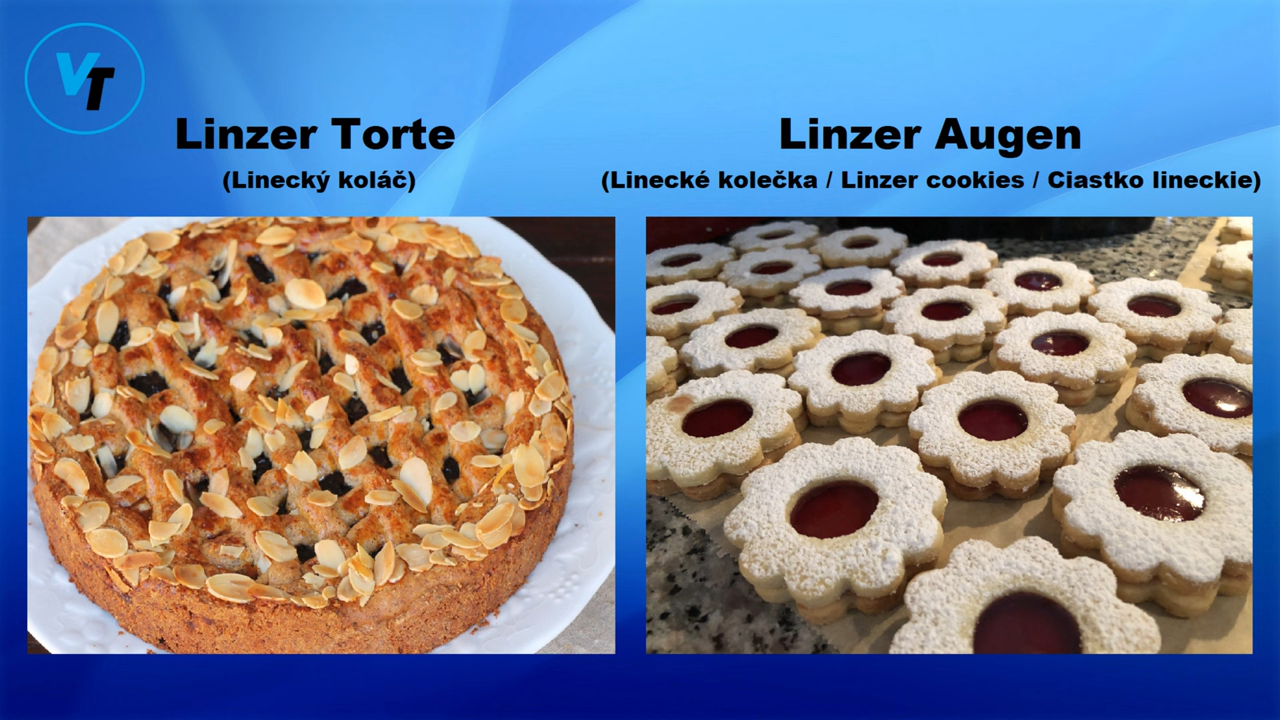 VT
Linzer Torte
(Linecký koláč)
Linzer Augen
(Linecké kolečka / Linzer cookies / Ciastko lineckie)